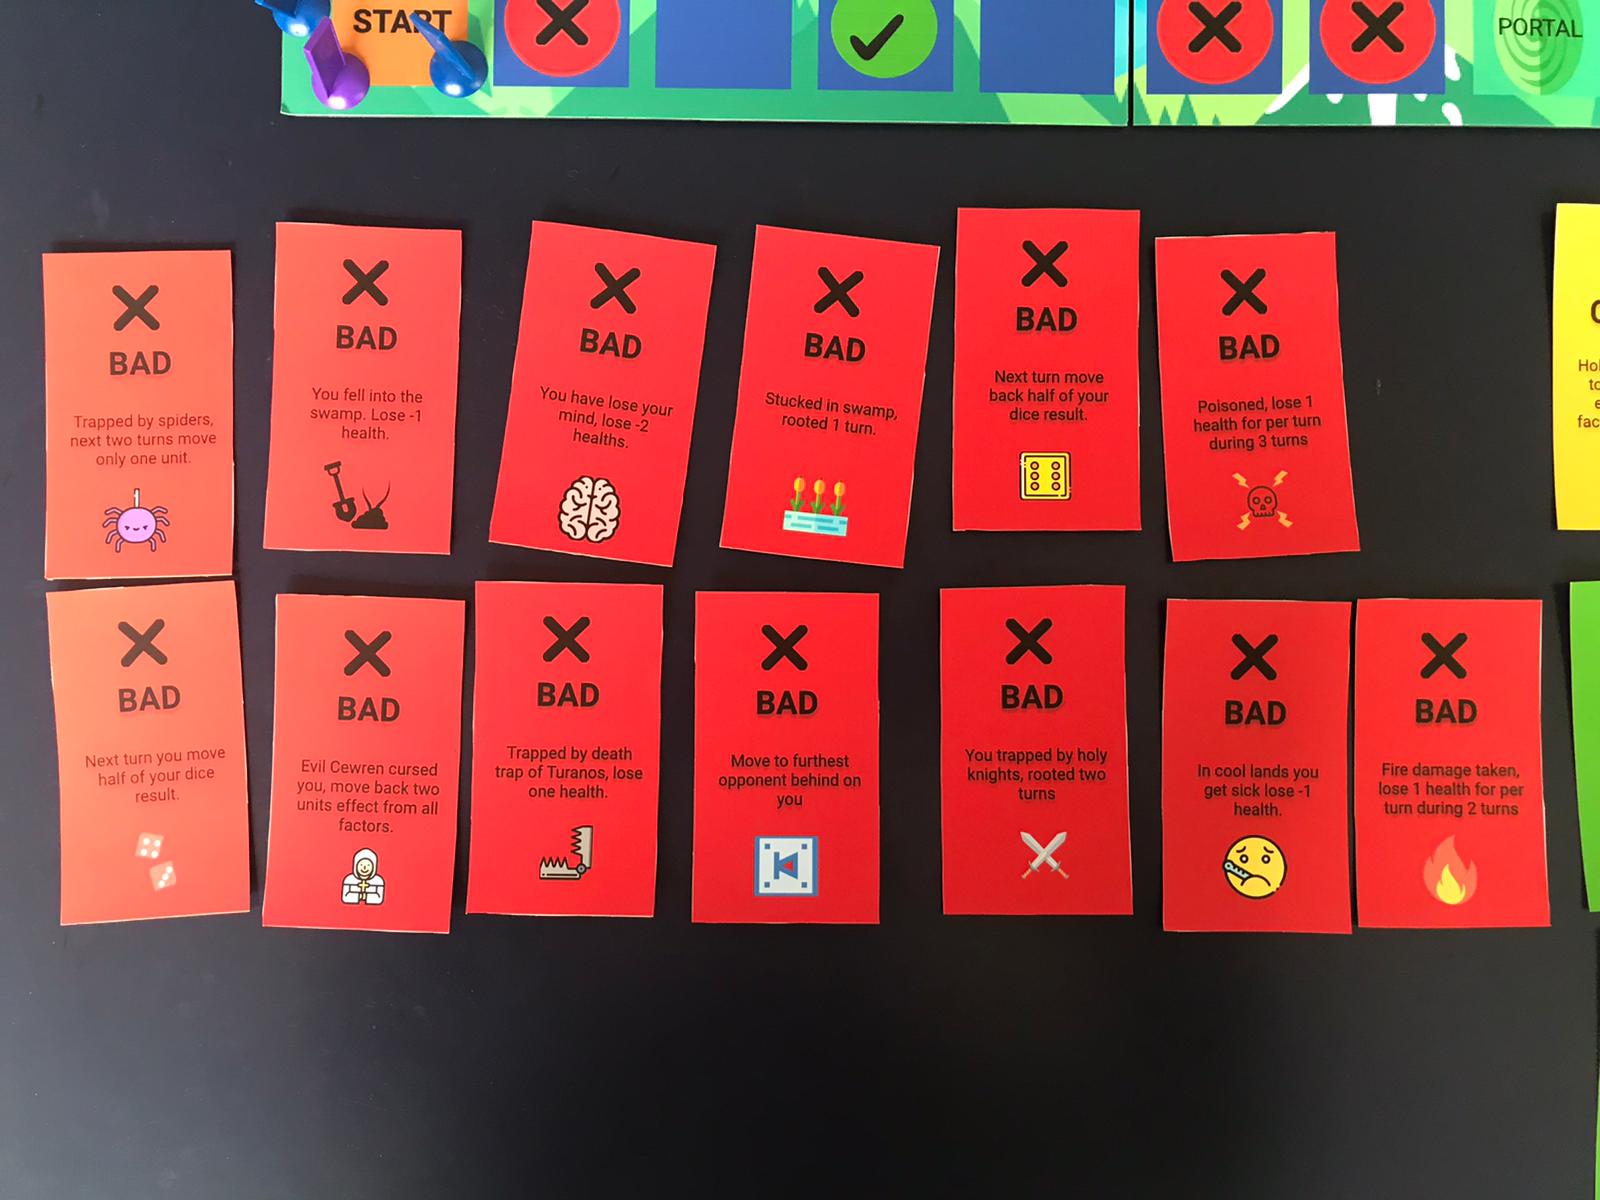 START
PORTAL
BAD
Trapped by spiders,
next two turns move
only one unit.
BAD
You fell into the
swamp. Lose -1
health.
BAD
You have lose your
mind, lose -2
healths.
BAD
Stucked in swamp,
rooted 1 turn.
BAD
Next turn move
back half of your
dice result.
BAD
Poisoned, lose 1
health for per turn
during 3 turns
BAD
Next turn you move
half of your dice
result.
BAD
Evil Cewren cursed
you, move back two
units effect from all
factors.
BAD
Trapped by death
trap of Turanos, lose
one health.
BAD
Move to furthest
opponent behind on
you
BAD
You trapped by holy
knights, rooted two
turns
BAD
In cool lands you
get sick lose -1
health.
BAD
Fire damage taken,
lose 1 health for per
turn during 2 turns